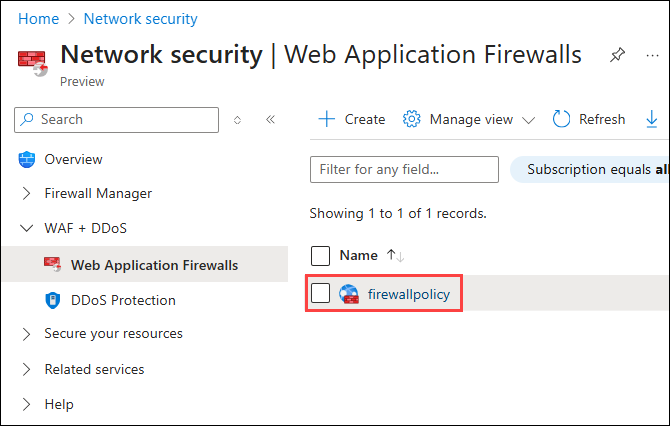 Home > Network security
Network security | Web Application Firewalls
Preview
Search
Overview
Firewall Manager
WAF + DDoS
Web Application Firewalls
DDoS Protection
Secure your resources
Related services
Help
Create Manage view Refresh
Filter for any field... Subscription equals all
Showing 1 to 1 of 1 records.
Name
firewallpolicy